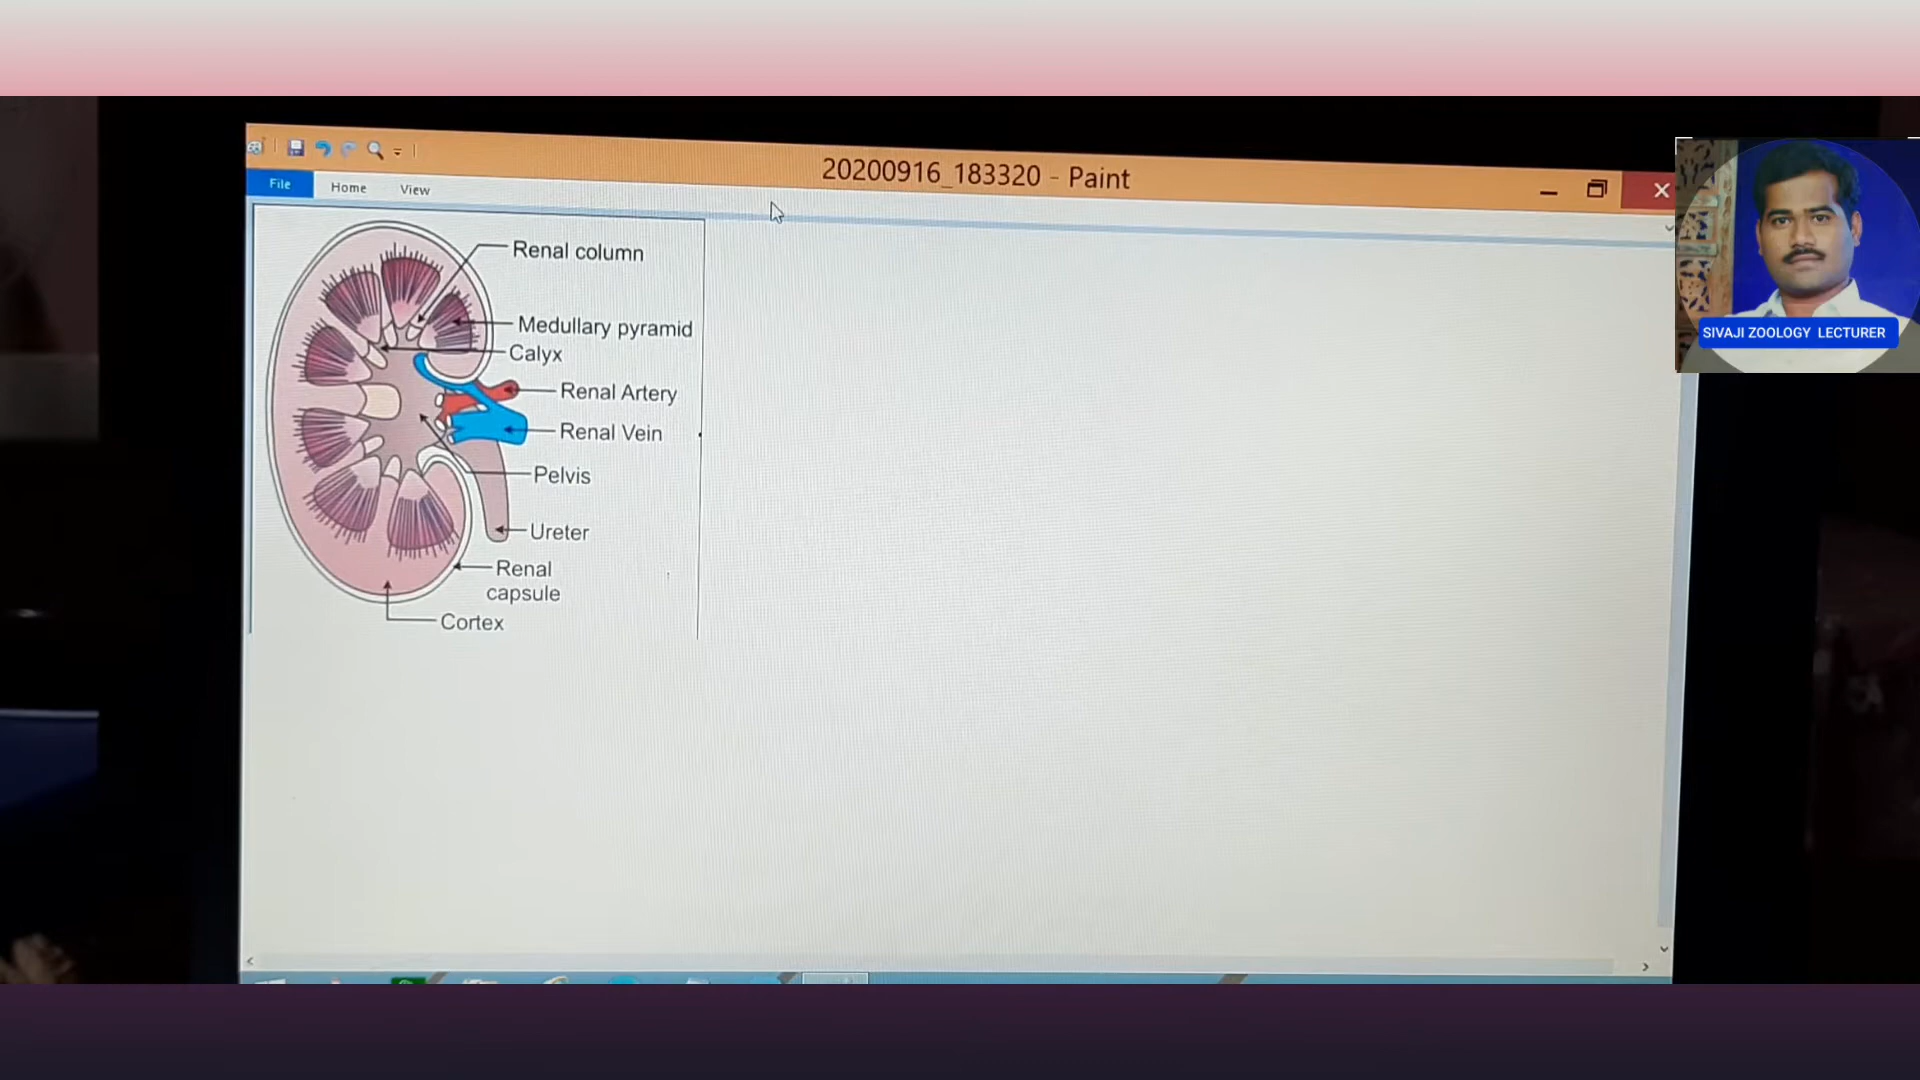 20200916_183320 - Paint
File Home View
Renal column
Medullary pyramid
Calyx
Renal Artery
Renal Vein
Pelvis
Ureter
Renal
capsule
Cortex
SIVAJI ZOOLOGY LECTURER